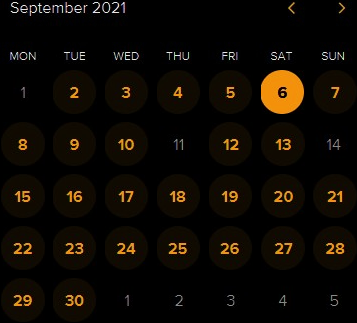 September 2021
MON TUE WED THU FRI SAT SUN
1 2 3 4 5 6 7
8 9 10 11 12 13 14
15 16 17 18 19 20 21
22 23 24 25 26 27 28
29 30 1 2 3 4 5